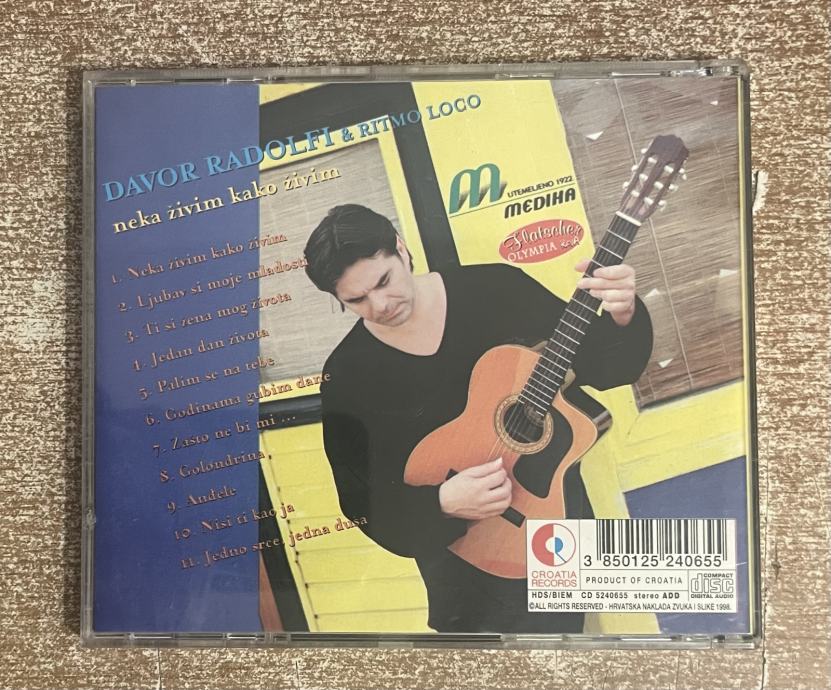 DAVOR RADOLFI & RITMO LOCO
neka živim kako živim
1. Neka živim kako živim
2. Ljubav si moje mladosti
3. Ti si žena mog života
4. Jedan dan života
5. Palim se na tebe
6. Godinama gubim dane
7. Zašto ne bi mi ...
8. Golondrina
9. Anđele
10. Nisi ti kao ja
11. Jedno srce, jedna duša
M
UTEMELJENO 1922
MEDIKA
Flatscher
OLYMPIA
CROATIA
RECORDS
3 850125 240655
PRODUCT OF CROATIA
COMPACT
disc
DIGITAL AUDIO
HDS/BIEM CD 5240655 stereo ADD
©ALL RIGHTS RESERVED - HRVATSKA NAKLADA ZVUKA I SLIKE 1998.